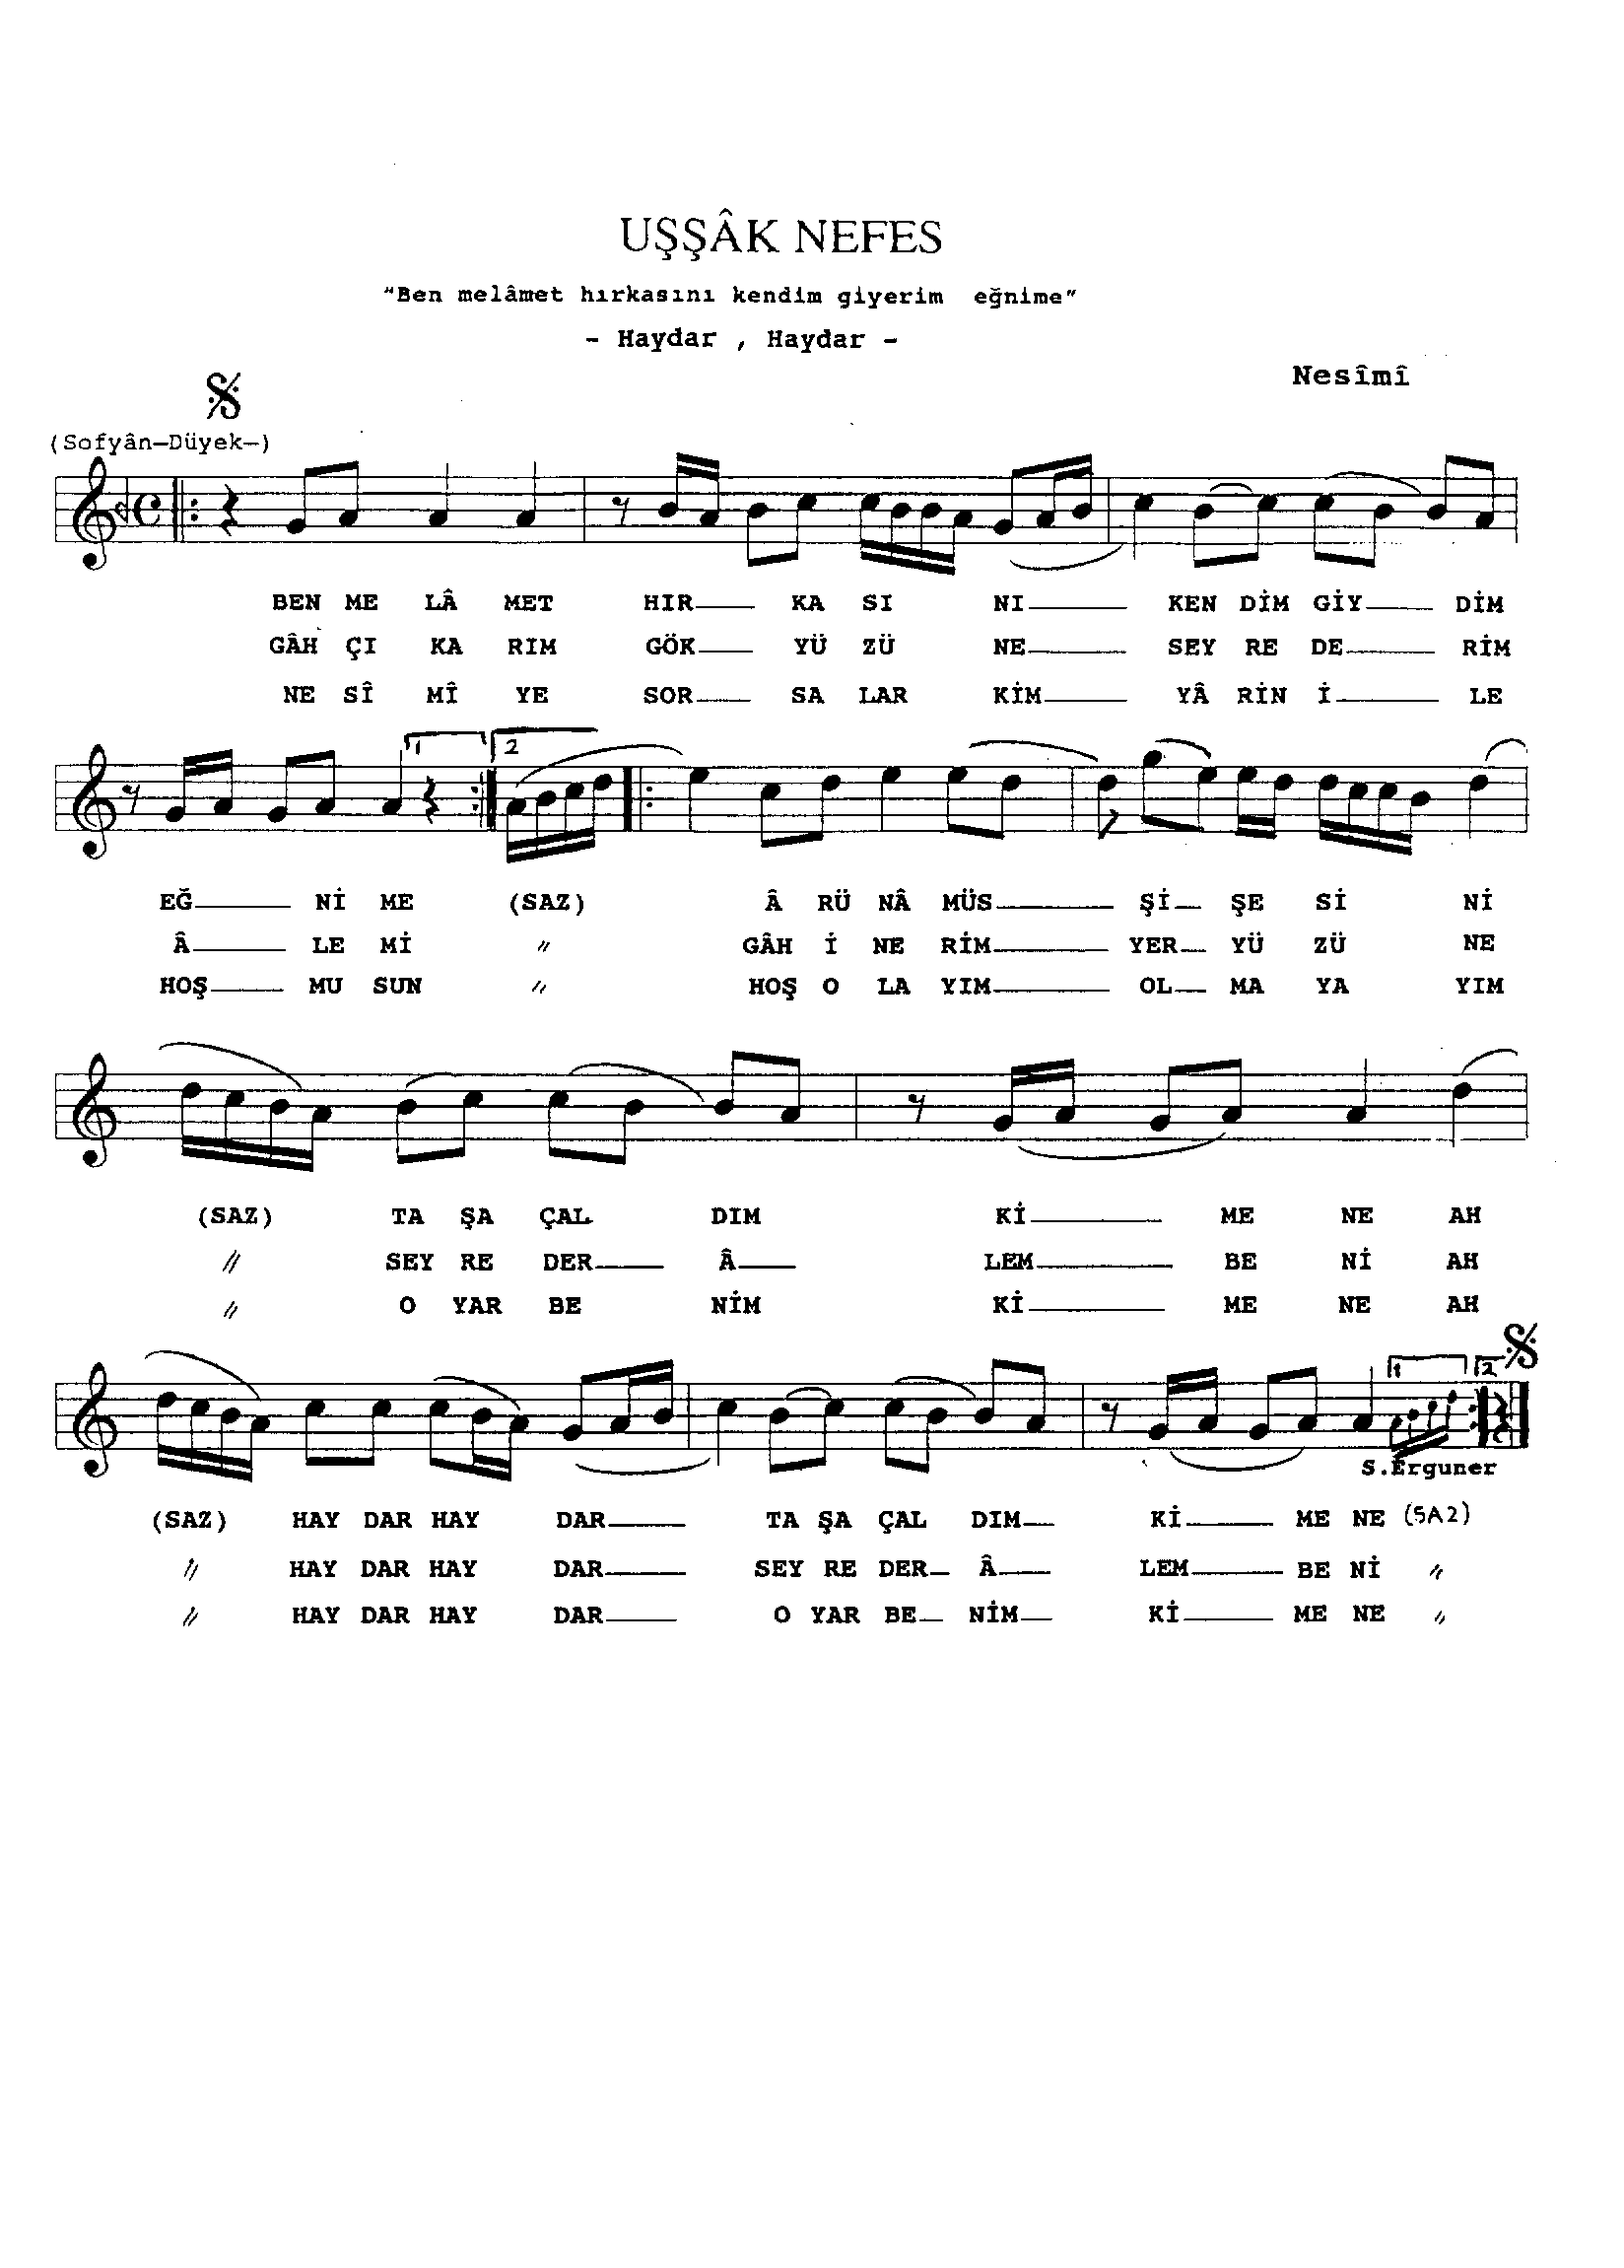 UŞŞÂK NEFES
"Ben melâmet hırkasını kendim giyerim eğnime"
- Haydar , Haydar -
Nesîmî
(Sofyân-Düyek-)
BEN ME LÂ MET HIR KA SI NI KEN DİM GİY DİM
GÂH ÇI KA RIM GÖK YÜ ZÜ NE SEY RE DE RİM
NE SÎ MÎ YE SOR SA LAR KİM YÂ RİN İ LE
1 2
EĞ Nİ ME (SAZ) Â RÜ NÂ MÜS Şİ ŞE Sİ Nİ
 LE Mİ " GÂH İ NE RİM YER YÜ ZÜ NE
HOŞ MU SUN " HOŞ O LA YIM OL MA YA YIM
(SAZ) TA ŞA ÇAL DIM Kİ ME NE AH
" SEY RE DER Â LEM BE Nİ AH
" O YAR BE NİM Kİ ME NE AH
1 2
S.Erguner
(SAZ) HAY DAR HAY DAR TA ŞA ÇAL DIM Kİ ME NE (SAZ)
" HAY DAR HAY DAR SEY RE DER Â LEM BE Nİ "
" HAY DAR HAY DAR O YAR BE NİM Kİ ME NE "